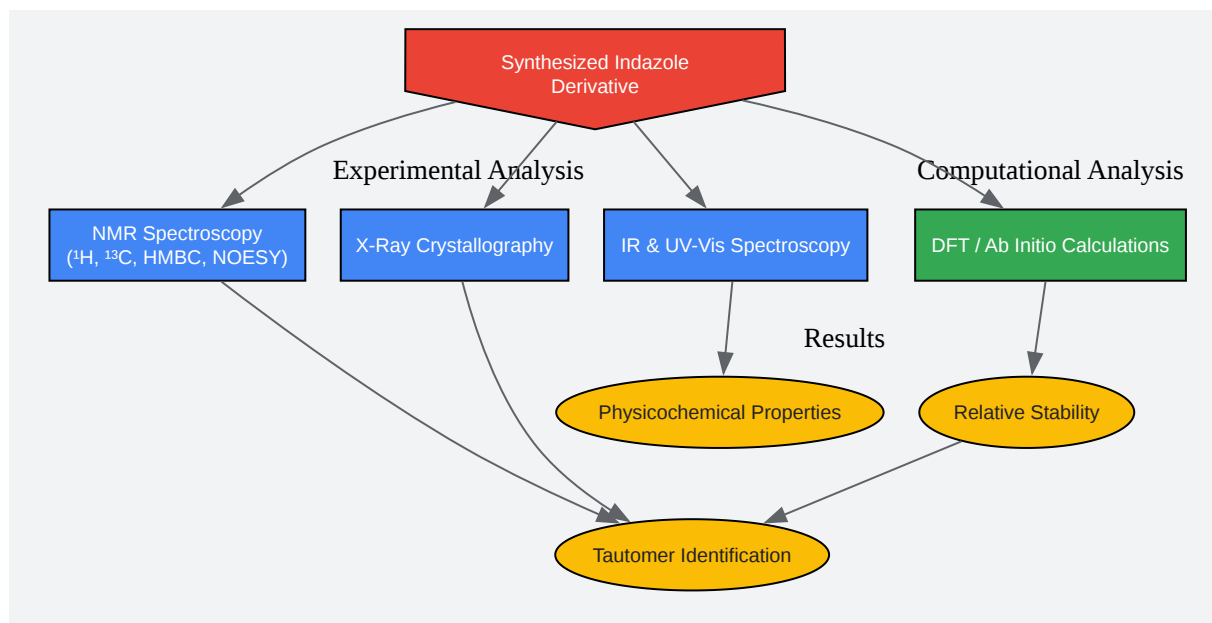 Synthesized Indazole
Derivative
Experimental Analysis
Computational Analysis
NMR Spectroscopy
(¹H, ¹³C, HMBC, NOESY)
X-Ray Crystallography
IR & UV-Vis Spectroscopy
DFT / Ab Initio Calculations
Results
Physicochemical Properties
Relative Stability
Tautomer Identification